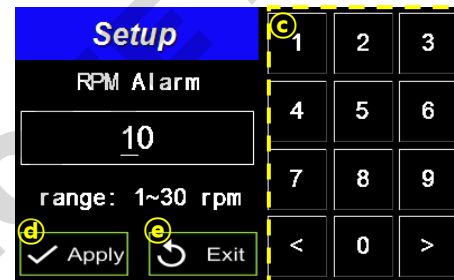 Setup
RPM Alarm
10
range: 1~30 rpm
ⓓ Apply
ⓔ Exit
ⓒ
1 2 3
4 5 6
7 8 9
< 0 >